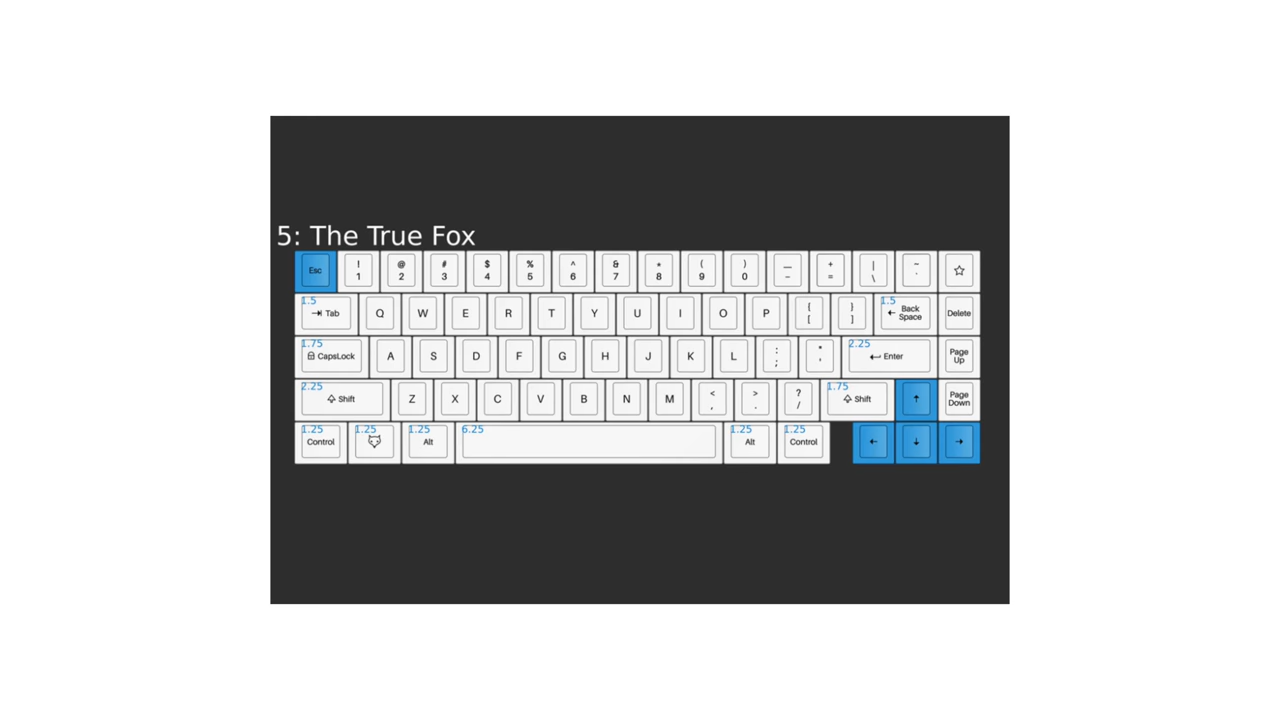 5: The True Fox
Esc ! 1 @ 2 # 3 $ 4 % 5 ^ 6 & 7 * 8 ( 9 ) 0 — - + = | \ ~ ` ☆
1.5 Tab Q W E R T Y U I O P { [ } ] 1.5 ← Back Space Delete
1.75 CapsLock A S D F G H J K L : ; " ' 2.25 Enter Page Up
2.25 Shift Z X C V B N M < , > . ? / 1.75 Shift ↑ Page Down
1.25 Control 1.25 1.25 Alt 6.25 1.25 Alt 1.25 Control ← ↓ →